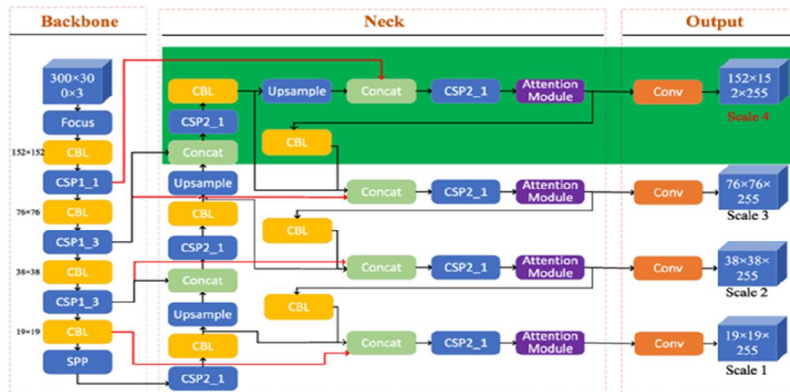 Backbone
Neck
Output
300×30
0×3
Focus
152×152
CBL
CSP1_1
76×76
CBL
CSP1_3
38×38
CBL
CSP1_3
19×19
CBL
SPP
CBL
CSP2_1
Concat
Upsample
CBL
CSP2_1
Concat
Upsample
CBL
CSP2_1
Upsample
Concat
CSP2_1
Attention
Module
Conv
152×15
2×255
Scale 4
CBL
Concat
CSP2_1
Attention
Module
Conv
76×76×
255
Scale 3
CBL
Concat
CSP2_1
Attention
Module
Conv
38×38×
255
Scale 2
CBL
Concat
CSP2_1
Attention
Module
Conv
19×19×
255
Scale 1